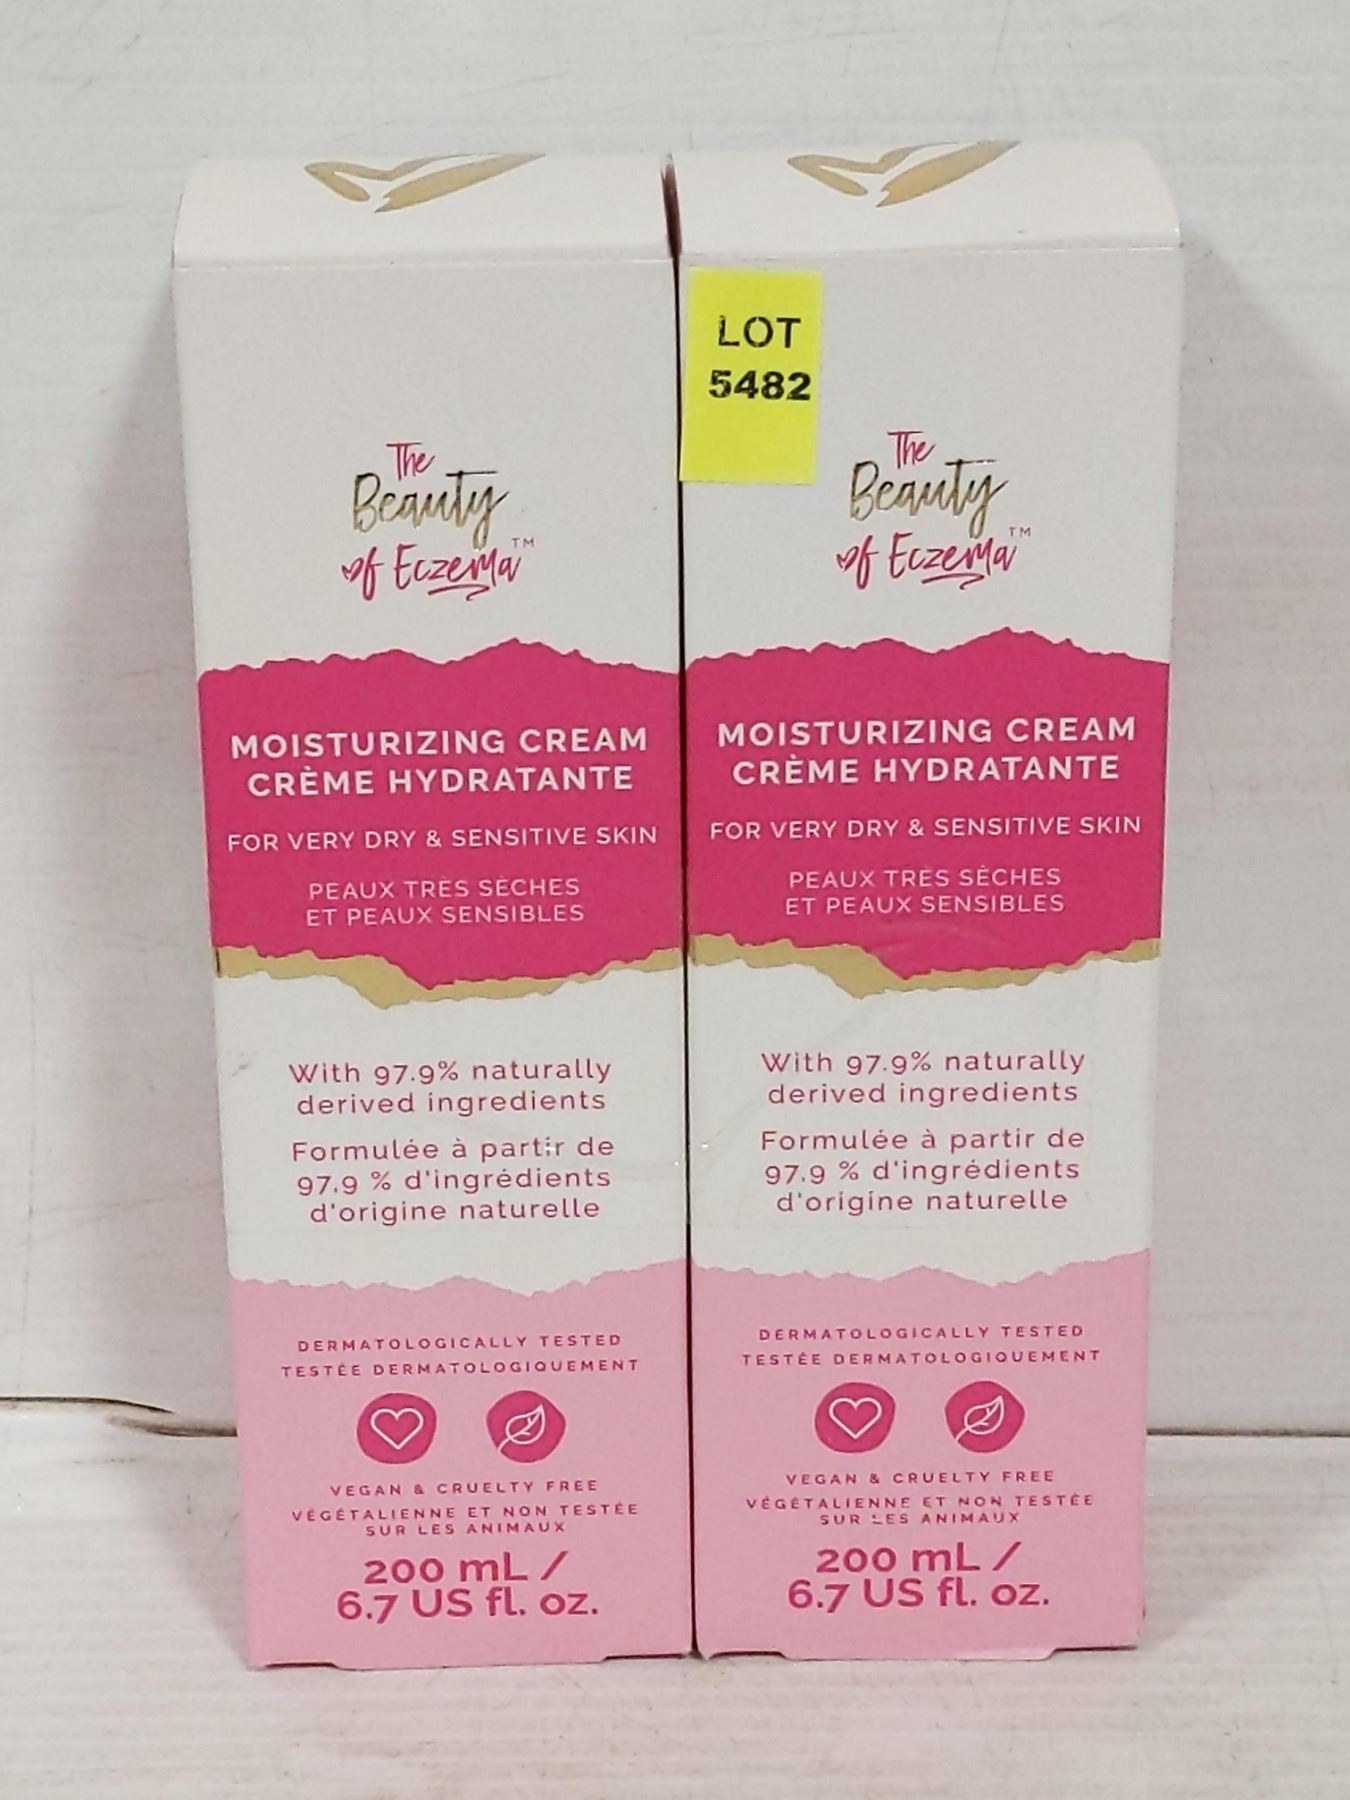 The
Beauty
of Eczema™
MOISTURIZING CREAM
CRÈME HYDRATANTE
FOR VERY DRY & SENSITIVE SKIN
PEAUX TRÈS SÈCHES
ET PEAUX SENSIBLES
With 97.9% naturally
derived ingredients
Formulée à partir de
97.9 % d'ingrédients
d'origine naturelle
DERMATOLOGICALLY TESTED
TESTÉE DERMATOLOGIQUEMENT
VEGAN & CRUELTY FREE
VÉGÉTALIENNE ET NON TESTÉE
SUR LES ANIMAUX
200 mL /
6.7 US fl. oz.
LOT
5482
The
Beauty
of Eczema™
MOISTURIZING CREAM
CRÈME HYDRATANTE
FOR VERY DRY & SENSITIVE SKIN
PEAUX TRÈS SÈCHES
ET PEAUX SENSIBLES
With 97.9% naturally
derived ingredients
Formulée à partir de
97.9 % d'ingrédients
d'origine naturelle
DERMATOLOGICALLY TESTED
TESTÉE DERMATOLOGIQUEMENT
VEGAN & CRUELTY FREE
VÉGÉTALIENNE ET NON TESTÉE
SUR LES ANIMAUX
200 mL /
6.7 US fl. oz.